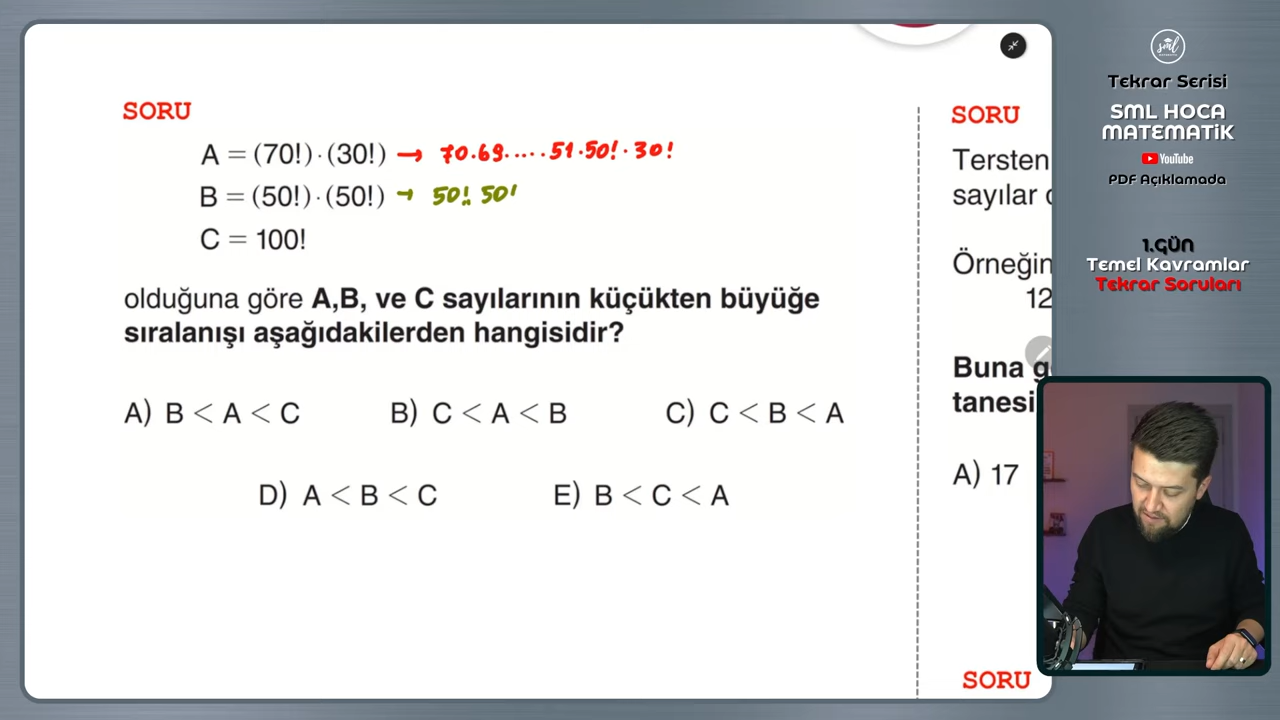 SORU
A = (70!) · (30!) → 70.69.....51.50!.30!
B = (50!) · (50!) → 50!. 50!
C = 100!
olduğuna göre A,B, ve C sayılarının küçükten büyüğe
sıralanışı aşağıdakilerden hangisidir?
A) B < A < C
B) C < A < B
C) C < B < A
D) A < B < C
E) B < C < A
SORU
Tersten
sayılar
Örneğin
12
Buna
tanesi
A) 17
SORU
sml
Tekrar Serisi
SML HOCA
MATEMATİK
YouTube
PDF Açıklamada
1.GÜN
Temel Kavramlar
Tekrar Soruları